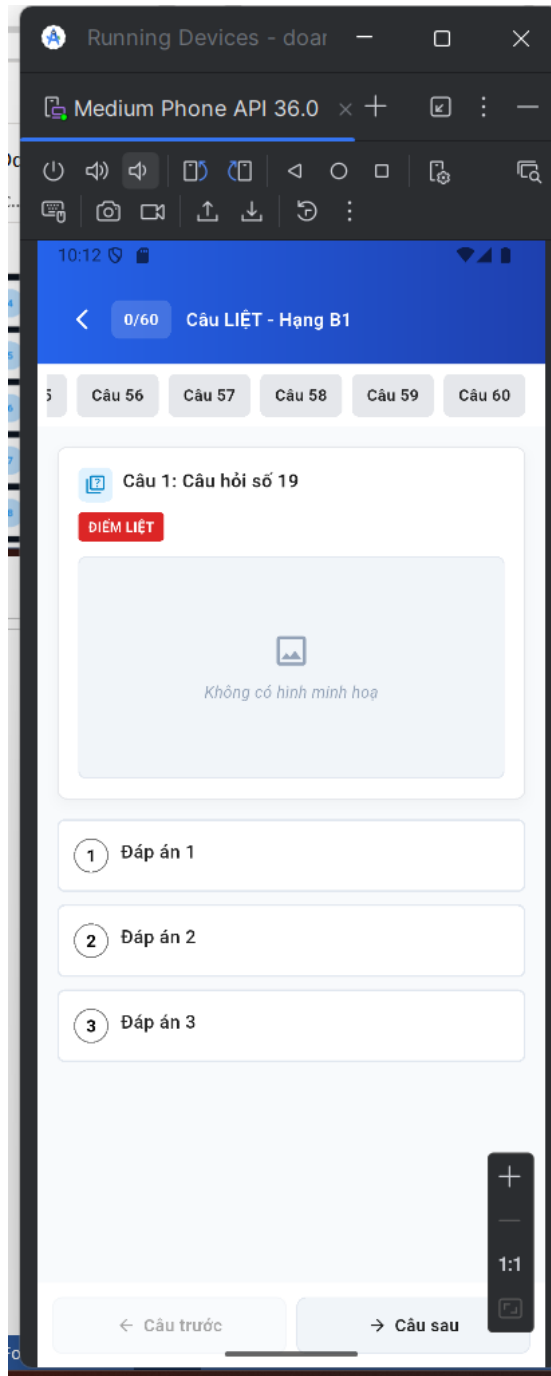 Running Devices - doar
Medium Phone API 36.0
1:1
10:12
0/60 Câu LIỆT - Hạng B1
5 Câu 56 Câu 57 Câu 58 Câu 59 Câu 60
Câu 1: Câu hỏi số 19
ĐIỂM LIỆT
Không có hình minh hoạ
1 Đáp án 1
2 Đáp án 2
3 Đáp án 3
← Câu trước → Câu sau